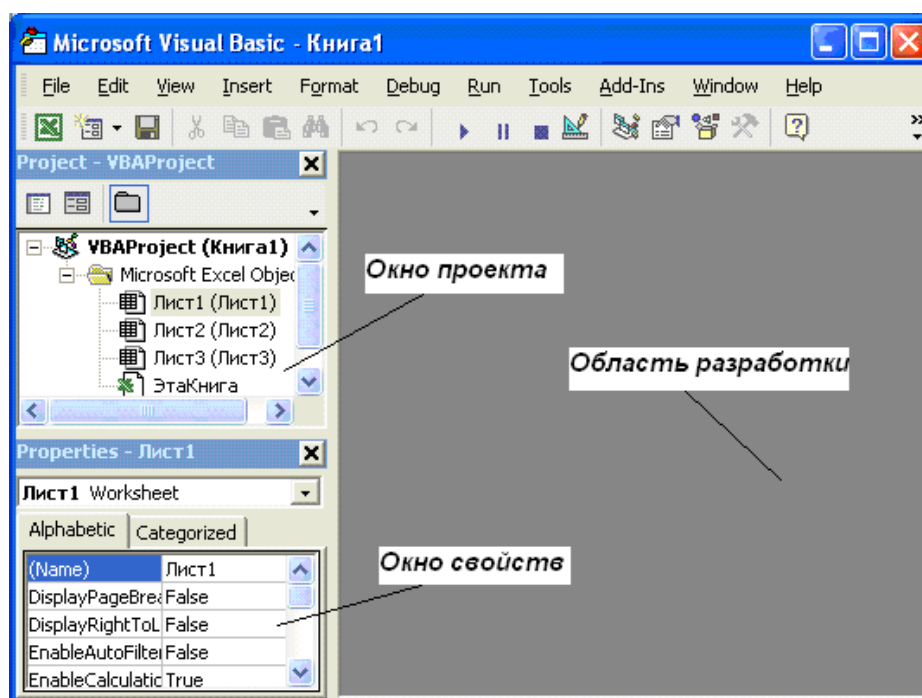 Microsoft Visual Basic - Книга1
File Edit View Insert Format Debug Run Tools Add-Ins Window Help
Project - VBAProject
VBAProject (Книга1)
Microsoft Excel Objec
Лист1 (Лист1)
Лист2 (Лист2)
Лист3 (Лист3)
ЭтаКнига
Окно проекта
Область разработки
Properties - Лист1
Лист1 Worksheet
Alphabetic Categorized
(Name) Лист1
DisplayPageBrea False
DisplayRightToL False
EnableAutoFilter False
EnableCalculatic True
Окно свойств